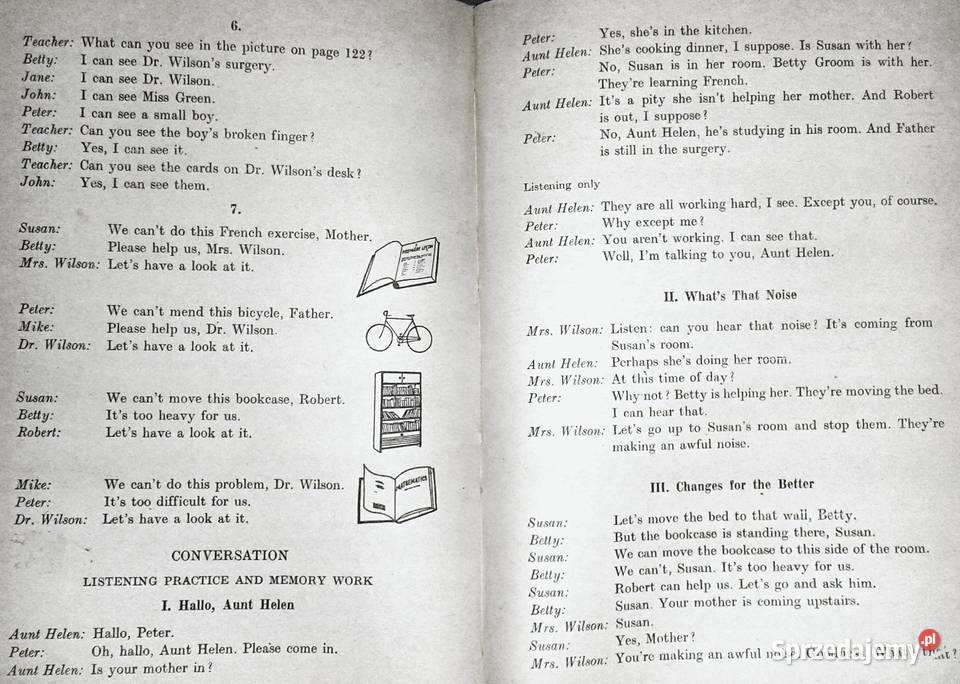 6.
Teacher: What can you see in the picture on page 122?
Betty: I can see Dr. Wilson's surgery.
Jane: I can see Dr. Wilson.
John: I can see Miss Green.
Peter: I can see a small boy.
Teacher: Can you see the boy's broken finger?
Betty: Yes, I can see it.
Teacher: Can you see the cards on Dr. Wilson's desk?
John: Yes, I can see them.
7.
Susan: We can't do this French exercise, Mother.
Betty: Please help us, Mrs. Wilson.
Mrs. Wilson: Let's have a look at it.
Peter: We can't mend this bicycle, Father.
Mike: Please help us, Dr. Wilson.
Dr. Wilson: Let's have a look at it.
Susan: We can't move this bookcase, Robert.
Betty: It's too heavy for us.
Robert: Let's have a look at it.
Mike: We can't do this problem, Dr. Wilson.
Peter: It's too difficult for us.
Dr. Wilson: Let's have a look at it.
MATHEMATICS
CONVERSATION
LISTENING PRACTICE AND MEMORY WORK
I. Hallo, Aunt Helen
Aunt Helen: Hallo, Peter.
Peter: Oh, hallo, Aunt Helen. Please come in.
Aunt Helen: Is your mother in?
Peter: Yes, she's in the kitchen.
Aunt Helen: She's cooking dinner, I suppose. Is Susan with her?
Peter: No, Susan is in her room. Betty Groom is with her.
They're learning French.
Aunt Helen: It's a pity she isn't helping her mother. And Robert
is out, I suppose?
Peter: No, Aunt Helen, he's studying in his room. And Father
is still in the surgery.
Listening only
Aunt Helen: They are all working hard, I see. Except you, of course.
Peter: Why except me?
Aunt Helen: You aren't working. I can see that.
Peter: Well, I'm talking to you, Aunt Helen.
II. What's That Noise
Mrs. Wilson: Listen: can you hear that noise? It's coming from
Susan's room.
Aunt Helen: Perhaps she's doing her room.
Mrs. Wilson: At this time of day?
Peter: Why not? Betty is helping her. They're moving the bed.
I can hear that.
Mrs. Wilson: Let's go up to Susan's room and stop them. They're
making an awful noise.
III. Changes for the Better
Susan: Let's move the bed to that wall, Betty.
Betty: But the bookcase is standing there, Susan.
Susan: We can move the bookcase to this side of the room.
Betty: We can't, Susan. It's too heavy for us.
Susan: Robert can help us. Let's go and ask him.
Betty: Susan. Your mother is coming upstairs.
Mrs. Wilson: Susan.
Susan: Yes, Mother?
Mrs. Wilson: You're making an awful that?
Sprzedajemy.pl